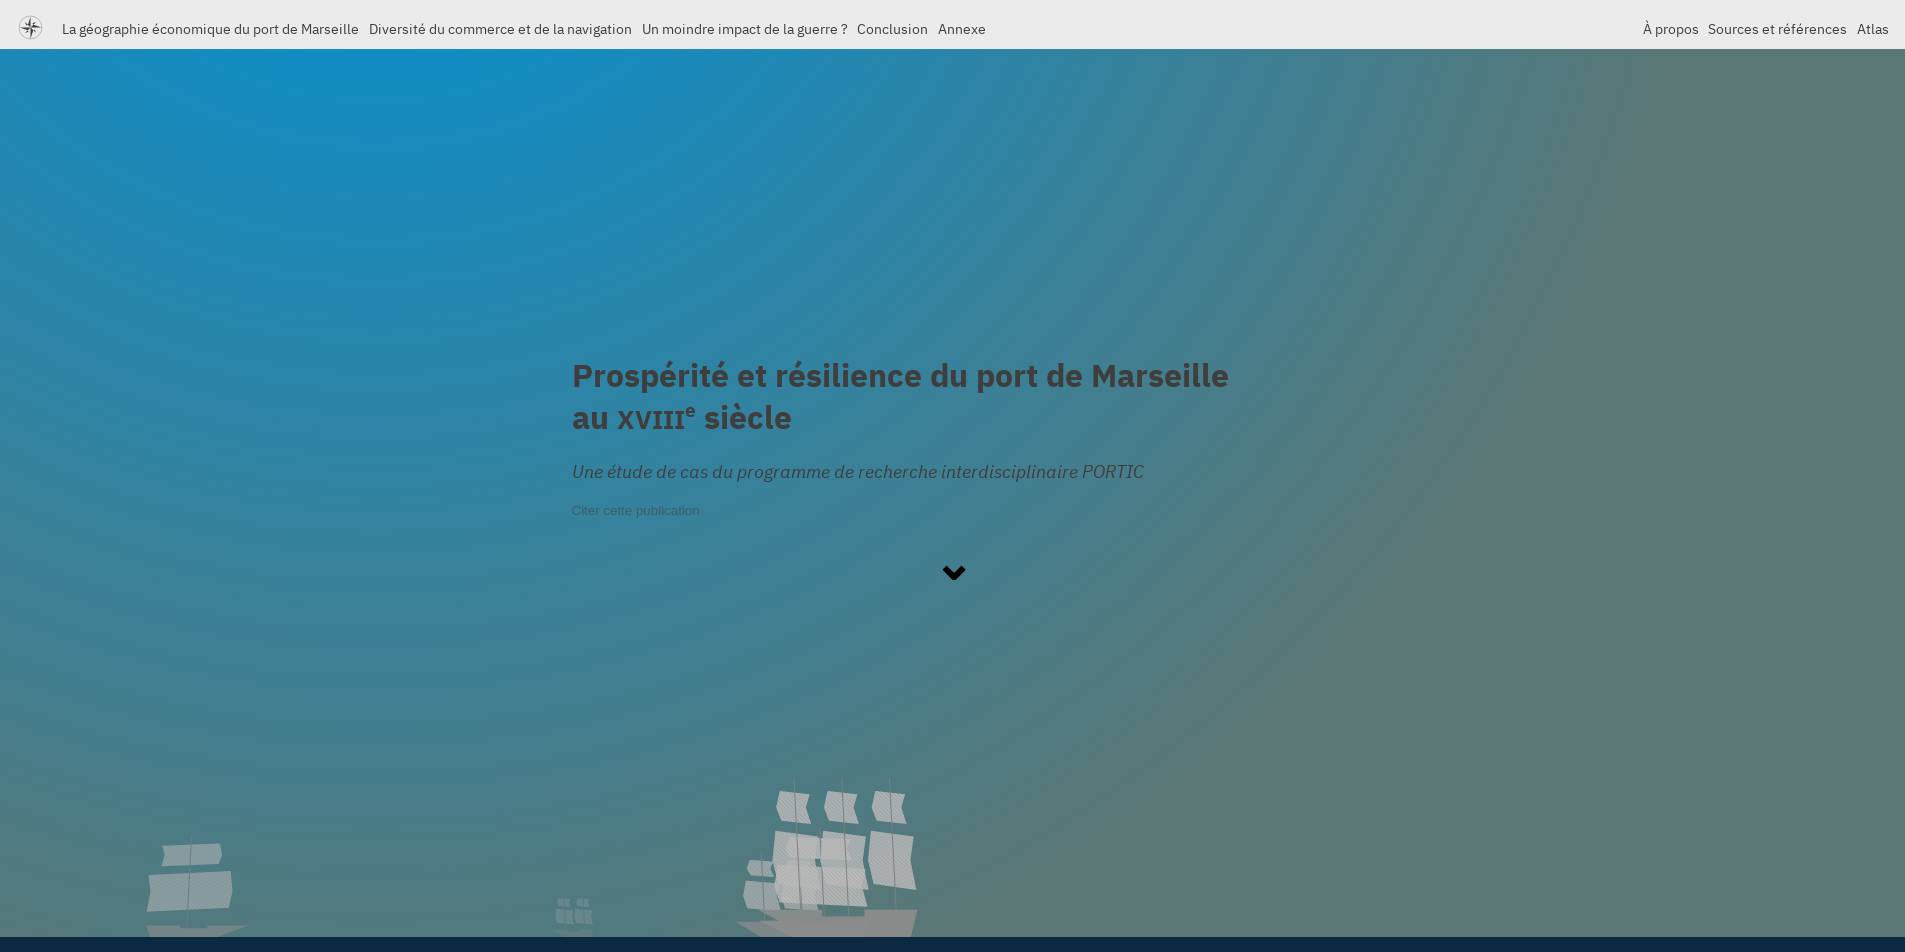 La géographie économique du port de Marseille Diversité du commerce et de la navigation Un moindre impact de la guerre ? Conclusion Annexe À propos Sources et références Atlas
Prospérité et résilience du port de Marseille
au XVIIIe siècle
Une étude de cas du programme de recherche interdisciplinaire PORTIC
Citer cette publication